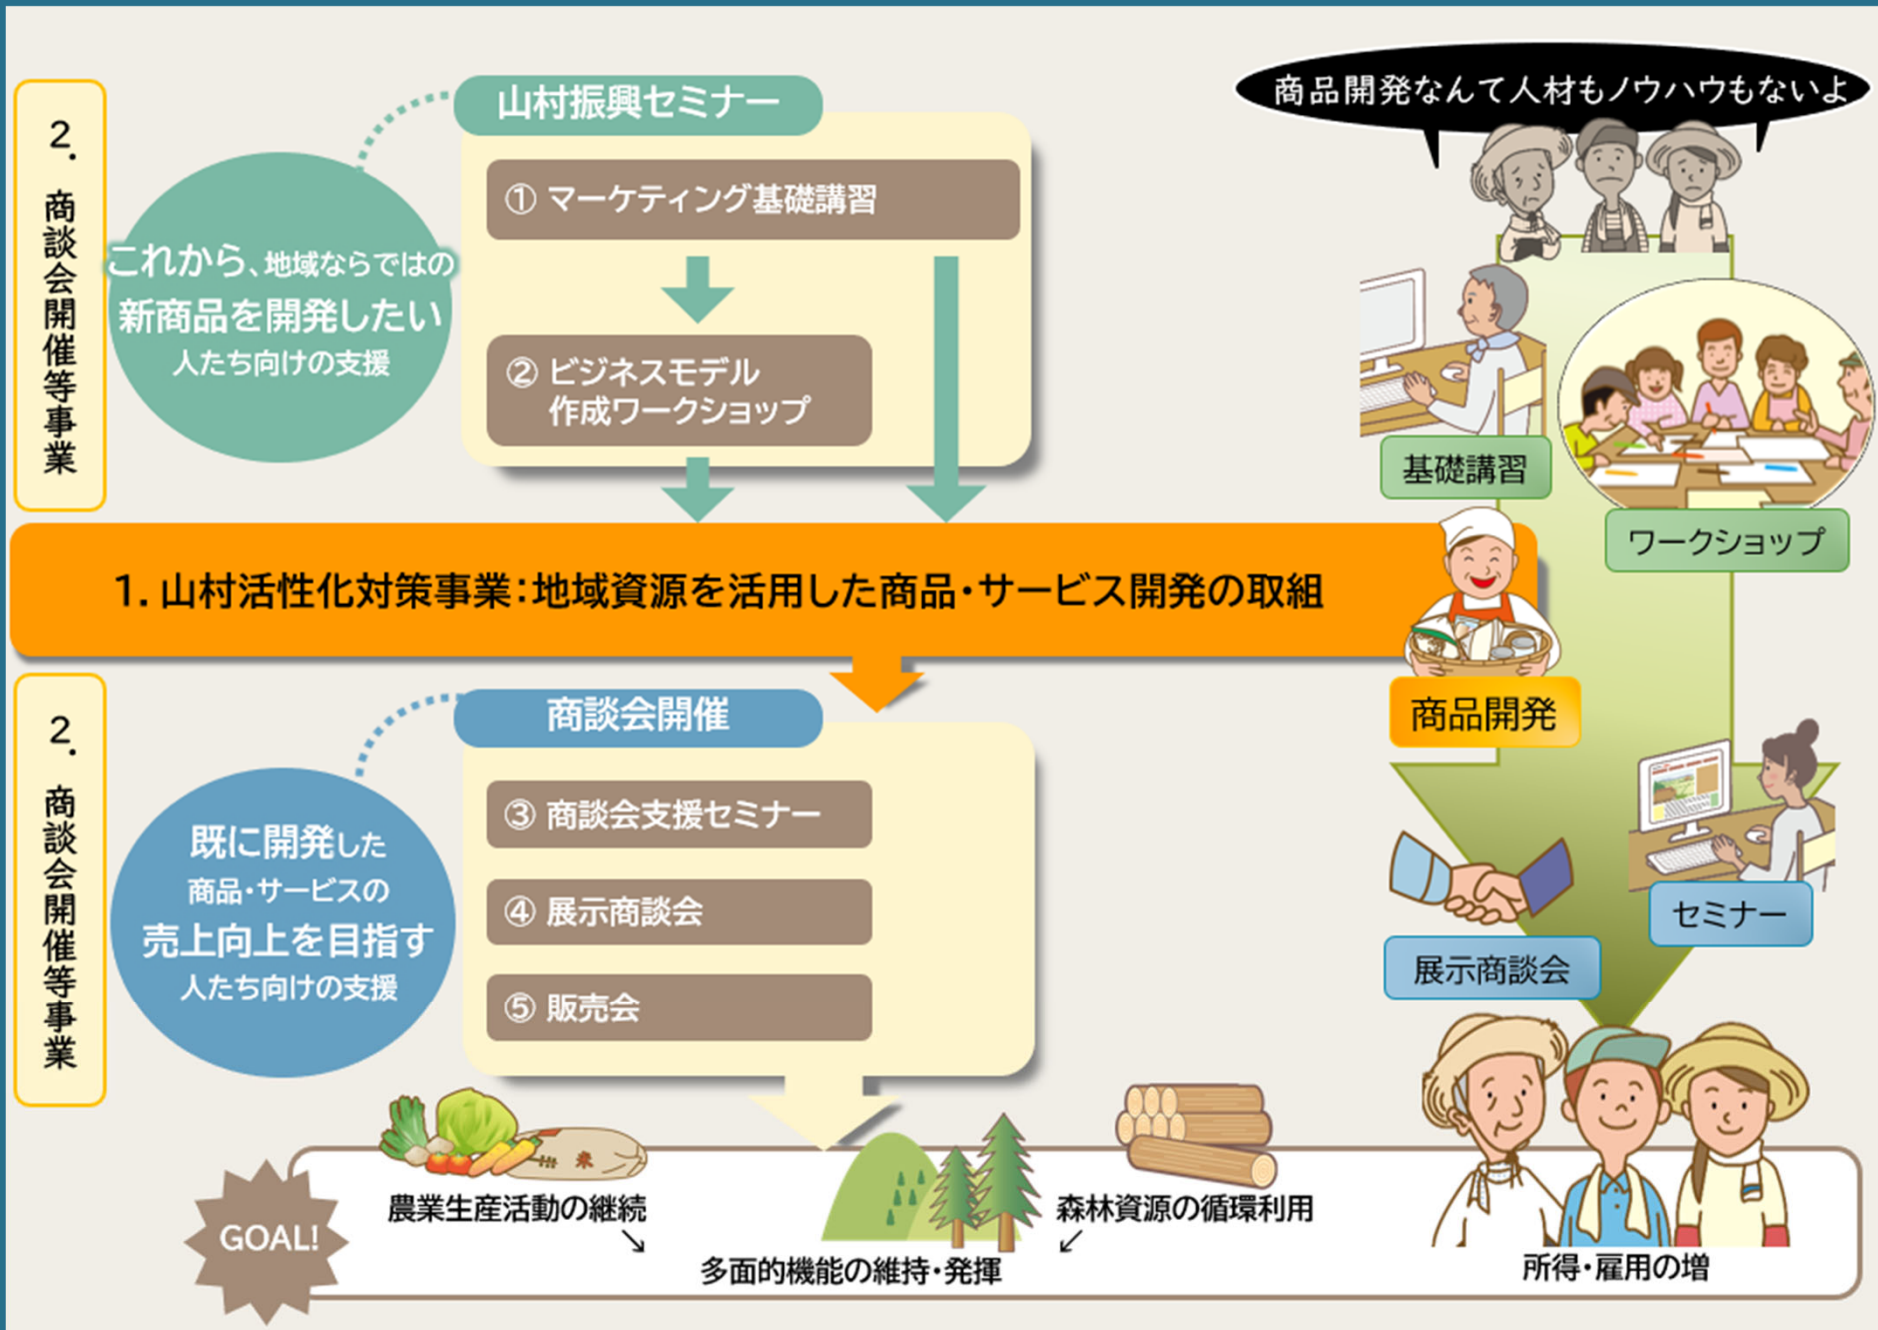 商品開発なんて人材もノウハウもないよ
2. 商談会開催等事業
山村振興セミナー
これから、地域ならではの
新商品を開発したい
人たち向けの支援
① マーケティング基礎講習
② ビジネスモデル
作成ワークショップ
基礎講習
ワークショップ
1. 山村活性化対策事業：地域資源を活用した商品・サービス開発の取組
商品開発
2. 商談会開催等事業
商談会開催
既に開発した
商品・サービスの
売上向上を目指す
人たち向けの支援
③ 商談会支援セミナー
④ 展示商談会
⑤ 販売会
セミナー
展示商談会
米
GOAL!
農業生産活動の継続
↘
森林資源の循環利用
↙
多面的機能の維持・発揮
所得・雇用の増